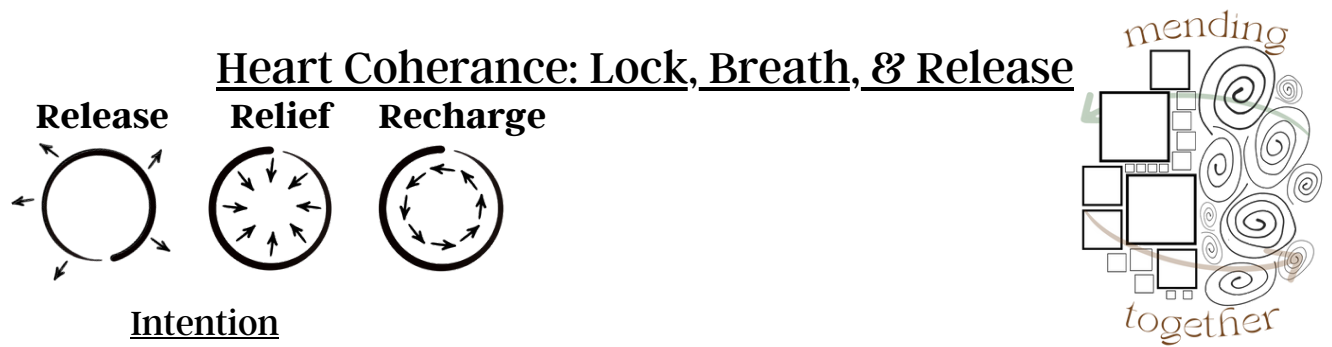 mending
Heart Coherance: Lock, Breath, & Release
Release Relief Recharge
Intention
together